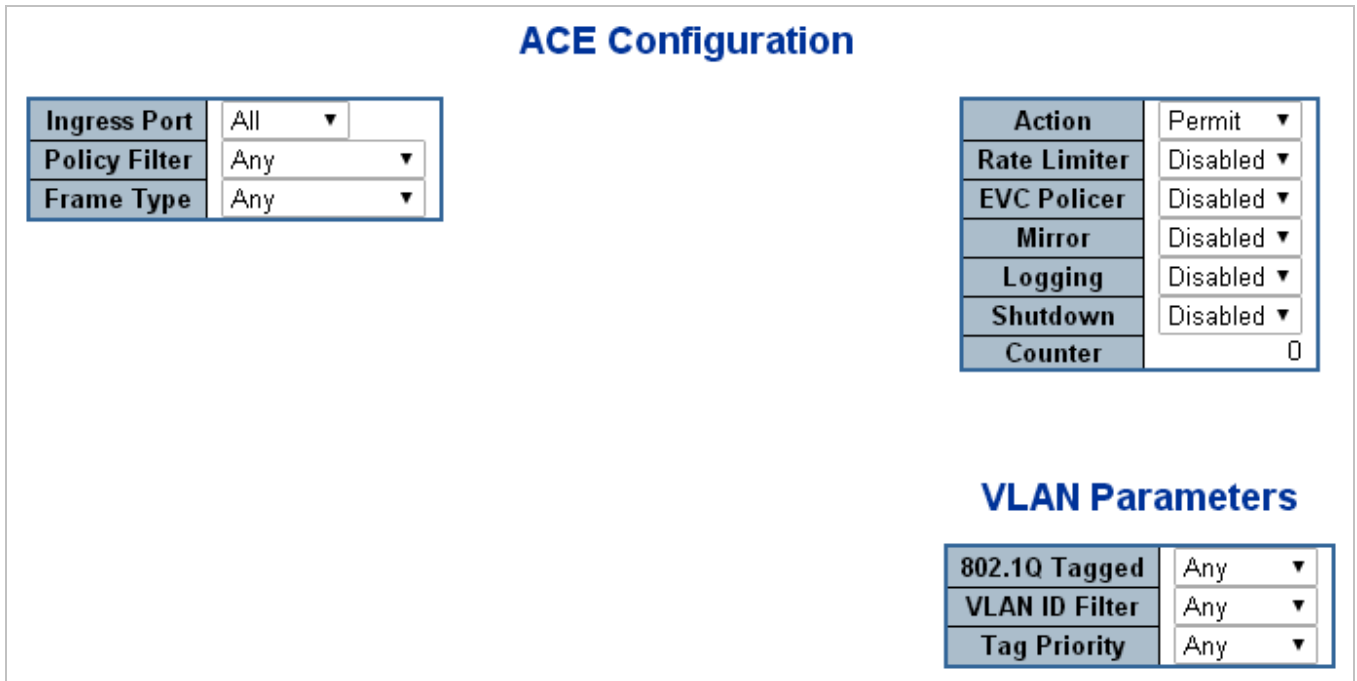 ACE Configuration
Ingress Port All
Policy Filter Any
Frame Type Any
Action Permit
Rate Limiter Disabled
EVC Policer Disabled
Mirror Disabled
Logging Disabled
Shutdown Disabled
Counter 0
VLAN Parameters
802.1Q Tagged Any
VLAN ID Filter Any
Tag Priority Any